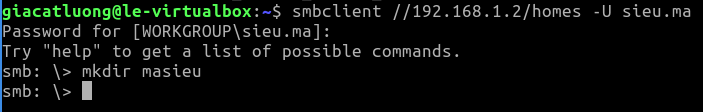 giacatluong@le-virtualbox:~$ smbclient //192.168.1.2/homes -U sieu.ma
Password for [WORKGROUP\sieu.ma]:
Try "help" to get a list of possible commands.
smb: \> mkdir masieu
smb: \>